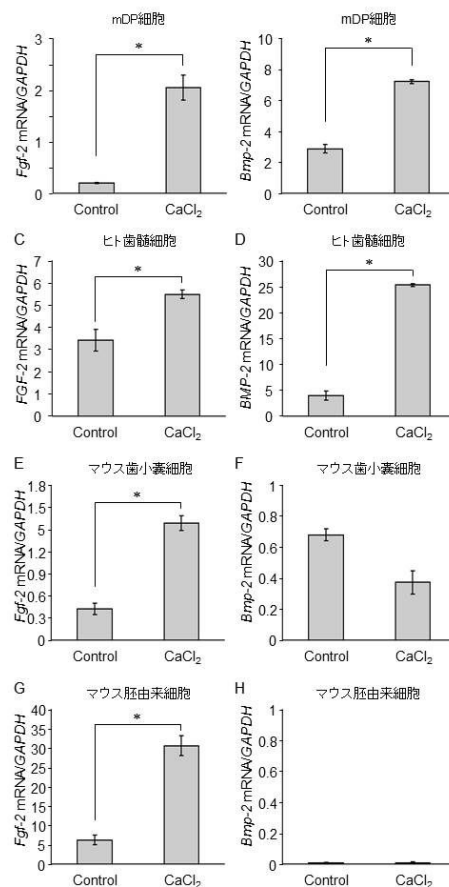 mDP細胞
Fgf-2 mRNA/GAPDH
3
2
1
0
*
Control
CaCl2
mDP細胞
Bmp-2 mRNA/GAPDH
10
8
6
4
2
0
*
Control
CaCl2
C
ヒト歯髄細胞
FGF-2 mRNA/GAPDH
7
6
5
4
3
2
1
0
*
Control
CaCl2
D
ヒト歯髄細胞
BMP-2 mRNA/GAPDH
30
25
20
15
10
5
0
*
Control
CaCl2
E
マウス歯小嚢細胞
Fgf-2 mRNA/GAPDH
1.8
1.8
5
1.2
0.9
0.6
0.3
0
*
Control
CaCl2
F
マウス歯小嚢細胞
Bmp-2 mRNA/GAPDH
1
0.8
0.6
0.4
0.2
0
Control
CaCl2
G
マウス胚由来細胞
Fgf-2 mRNA/GAPDH
40
35
30
25
20
15
10
5
0
*
Control
CaCl2
H
マウス胚由来細胞
Bmp-2 mRNA/GAPDH
1
0.8
0.6
0.4
0.2
0
Control
CaCl2